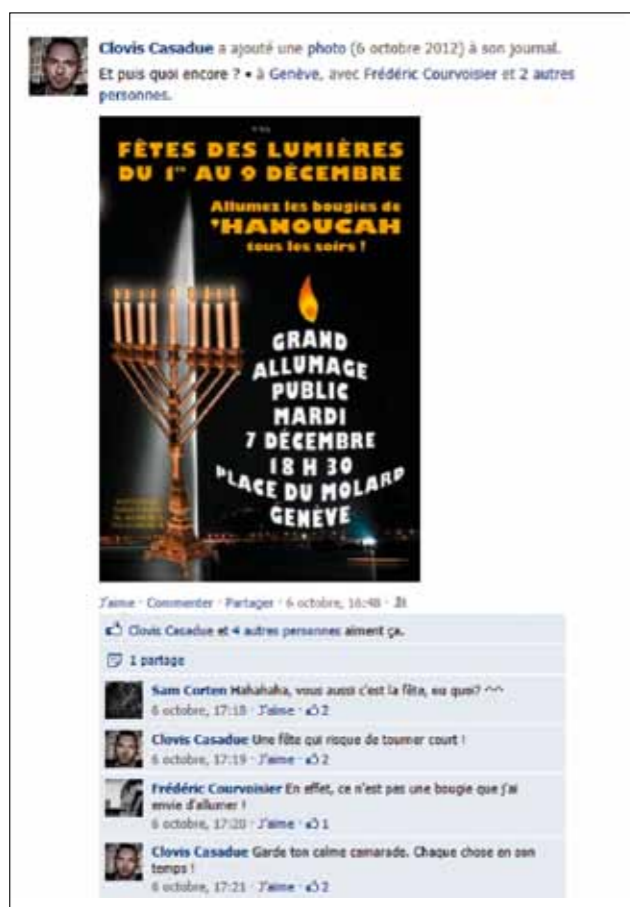 Clovis Casadue a ajouté une photo (6 octobre 2012) à son journal.
Et puis quoi encore ? • à Genève, avec Frédéric Courvoisier et 2 autres
personnes.
FÊTES DES LUMIÈRES
DU 1er AU 9 DÉCEMBRE
Allumez les bougies de
'HANOUCAH
tous les soirs !
GRAND
ALLUMAGE
PUBLIC
MARDI
7 DÉCEMBRE
18 H 30
PLACE DU MOLARD
GENÈVE
J'aime · Commenter · Partager · 6 octobre, 16:48 ·
Clovis Casadue et 4 autres personnes aiment ça.
1 partage
Sam Corten Hahahaha, vous aussi c'est la fête, ou quoi? ^^
6 octobre, 17:18 · J'aime · 2
Clovis Casadue Une fête qui risque de tourner court !
6 octobre, 17:19 · J'aime · 2
Frédéric Courvoisier En effet, ce n'est pas une bougie que j'ai
envie d'allumer !
6 octobre, 17:20 · J'aime · 1
Clovis Casadue Garde ton calme camarade. Chaque chose en son
temps !
6 octobre, 17:21 · J'aime · 2